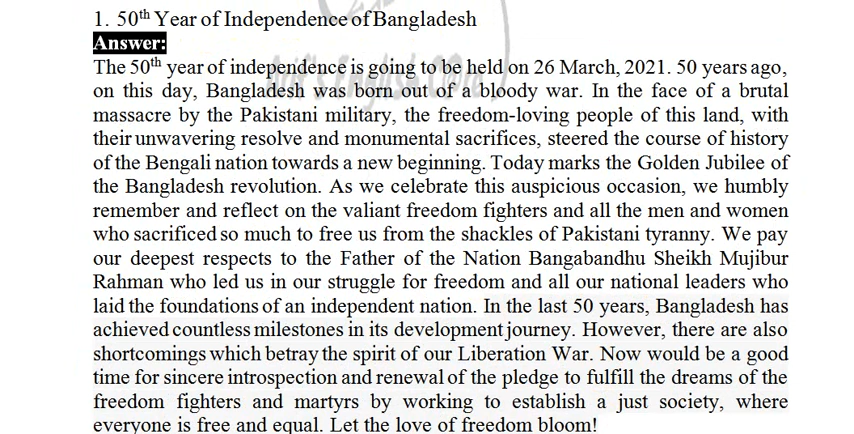 1. 50th Year of Independence of Bangladesh
Answer:
The 50th year of independence is going to be held on 26 March, 2021. 50 years ago,
on this day, Bangladesh was born out of a bloody war. In the face of a brutal
massacre by the Pakistani military, the freedom-loving people of this land, with
their unwavering resolve and monumental sacrifices, steered the course of history
of the Bengali nation towards a new beginning. Today marks the Golden Jubilee of
the Bangladesh revolution. As we celebrate this auspicious occasion, we humbly
remember and reflect on the valiant freedom fighters and all the men and women
who sacrificed so much to free us from the shackles of Pakistani tyranny. We pay
our deepest respects to the Father of the Nation Bangabandhu Sheikh Mujibur
Rahman who led us in our struggle for freedom and all our national leaders who
laid the foundations of an independent nation. In the last 50 years, Bangladesh has
achieved countless milestones in its development journey. However, there are also
shortcomings which betray the spirit of our Liberation War. Now would be a good
time for sincere introspection and renewal of the pledge to fulfill the dreams of the
freedom fighters and martyrs by working to establish a just society, where
everyone is free and equal. Let the love of freedom bloom!